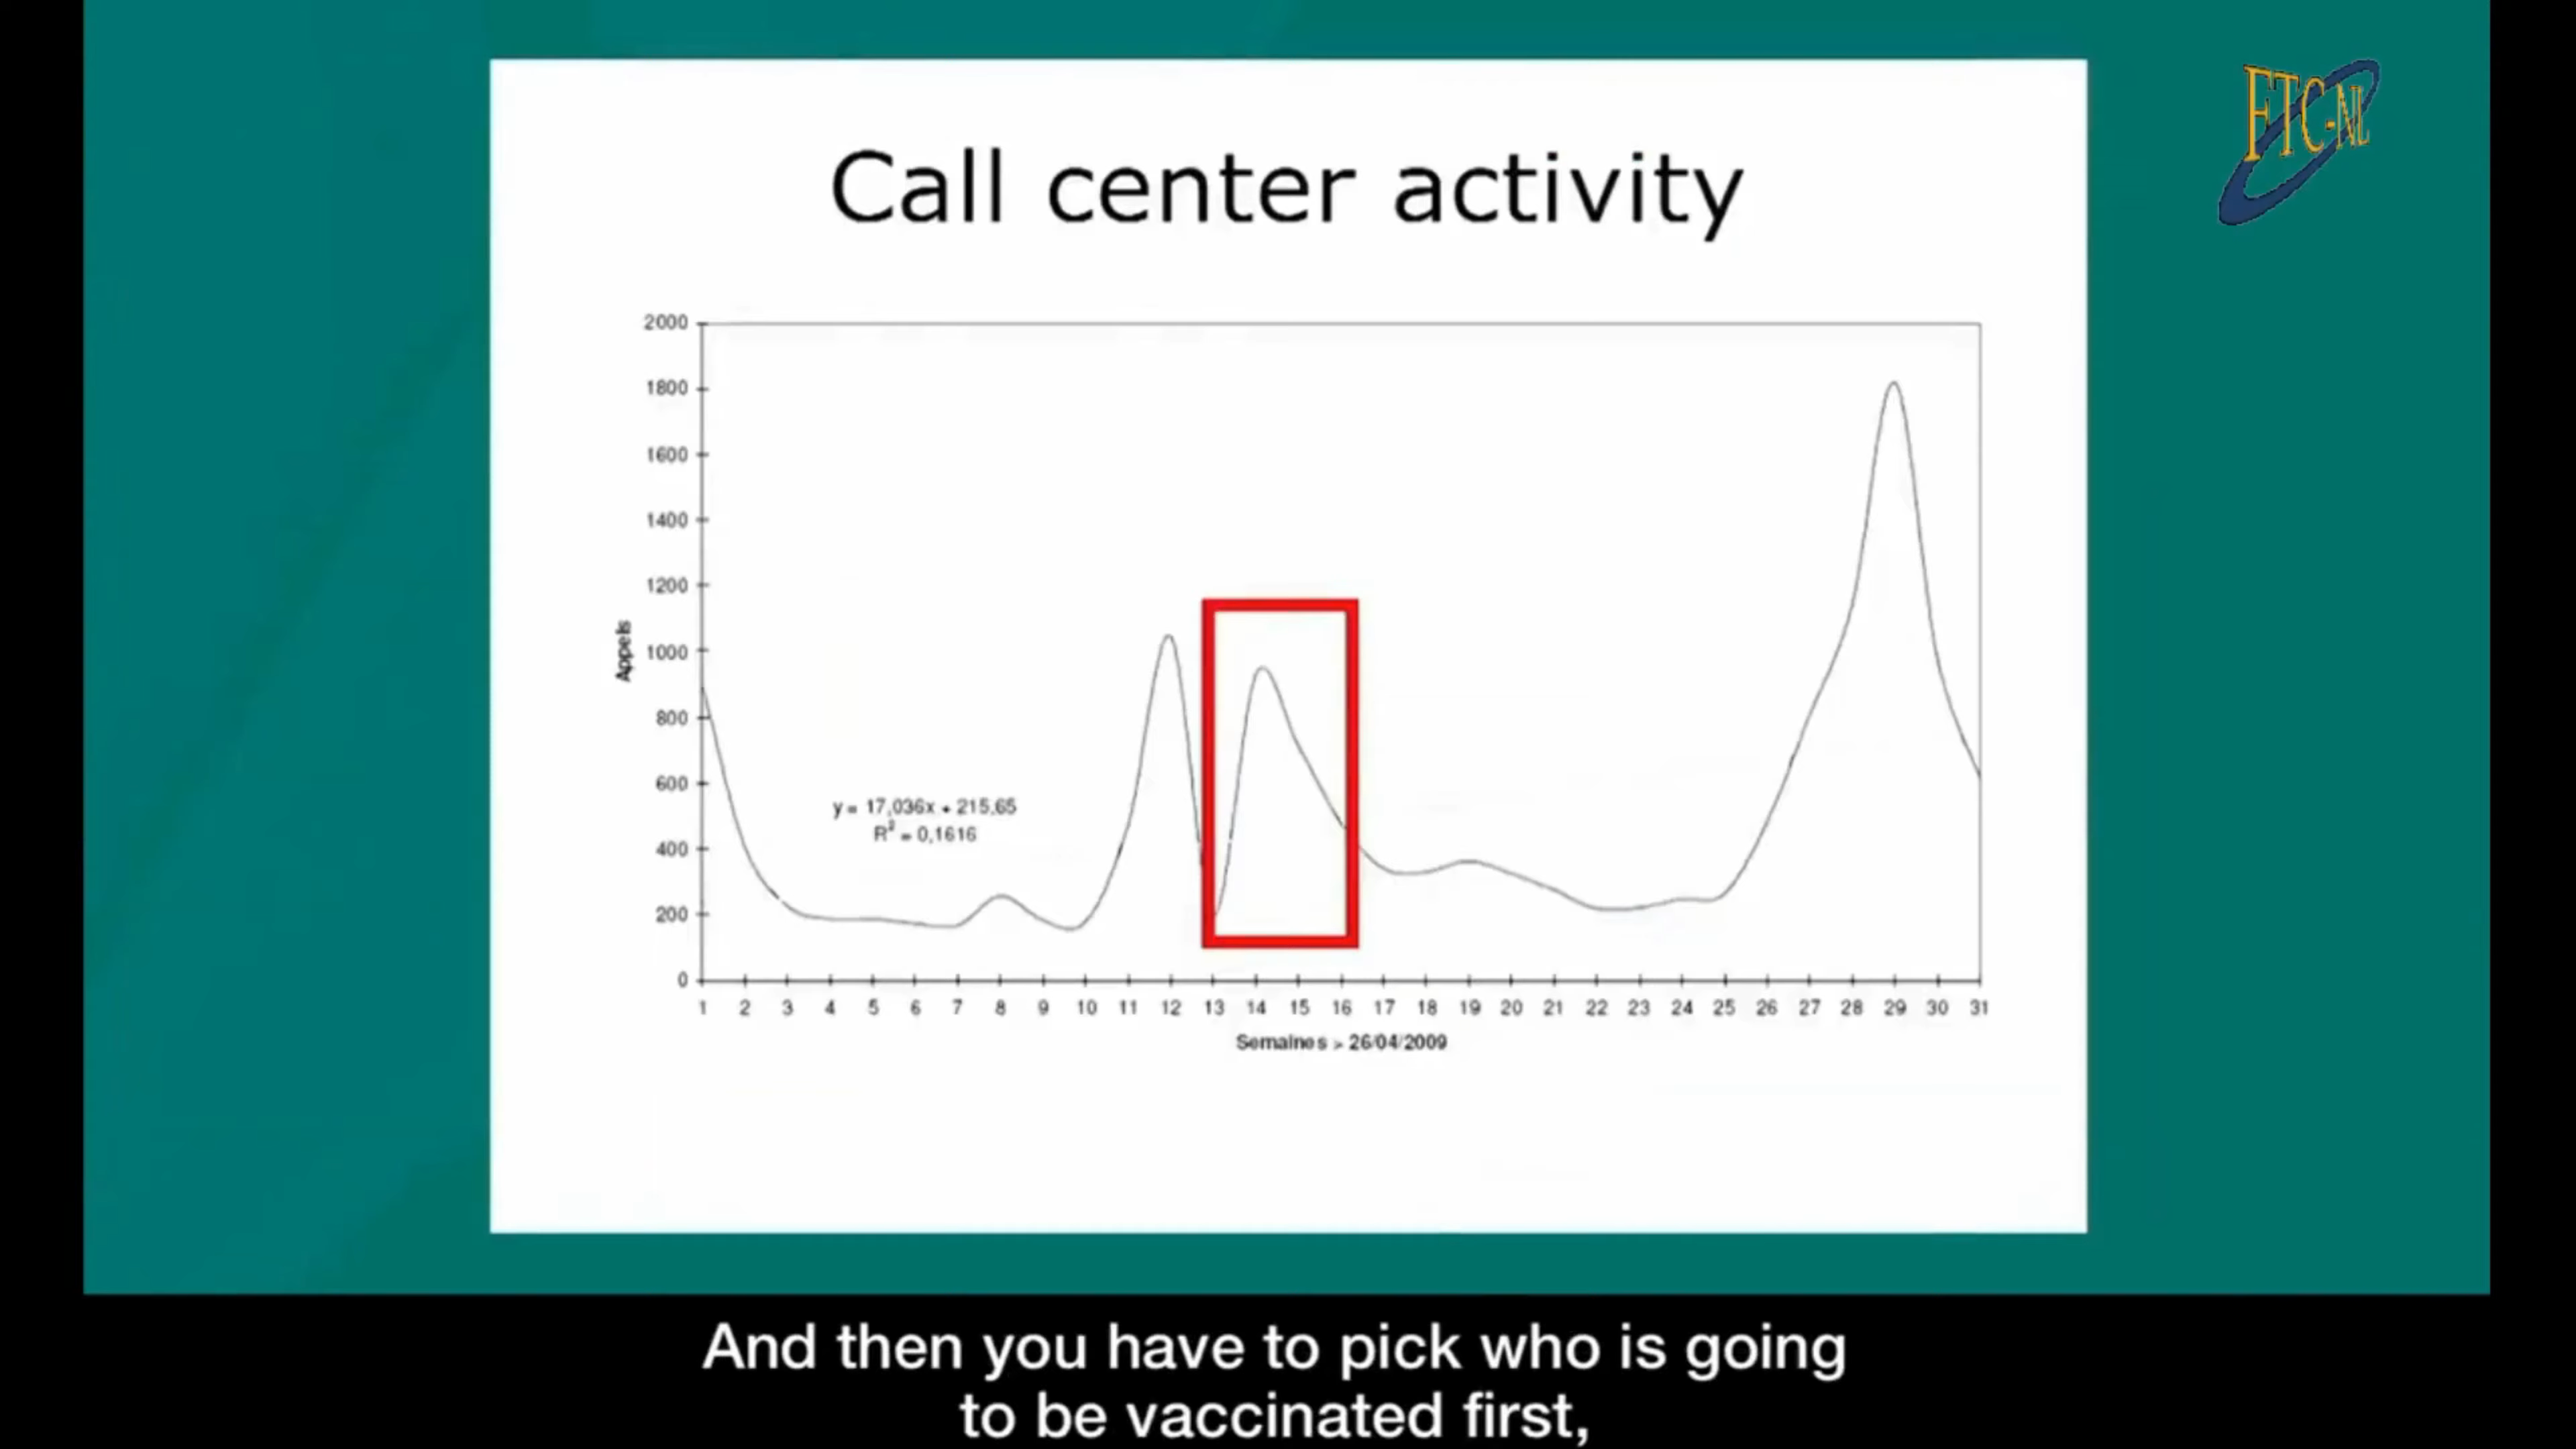 FTC-NL
Call center activity
2000
1800
1600
1400
1200
1000
800
600
400
200
0
Appels
y = 17,036x + 215,65
R² = 0,1616
1 2 3 4 5 6 7 8 9 10 11 12 13 14 15 16 17 18 19 20 21 22 23 24 25 26 27 28 29 30 31
Semaines > 26/04/2009
And then you have to pick who is going
to be vaccinated first,